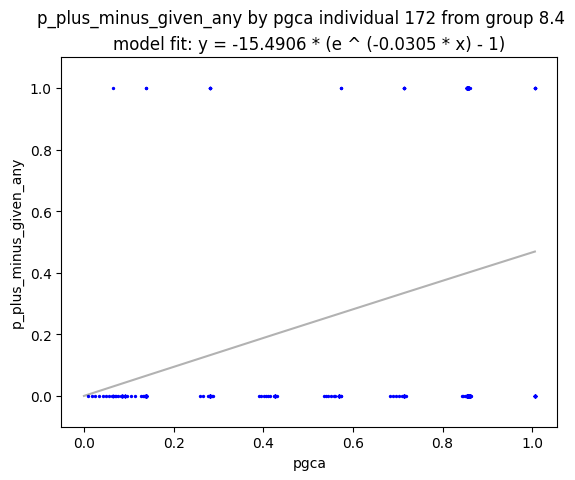 p_plus_minus_given_any by pgca individual 172 from group 8.4
model fit: y = -15.4906 * (e ^ (-0.0305 * x) - 1)
1.0
0.8
0.6
0.4
0.2
0.0
p_plus_minus_given_any
0.0 0.2 0.4 0.6 0.8 1.0
pgca